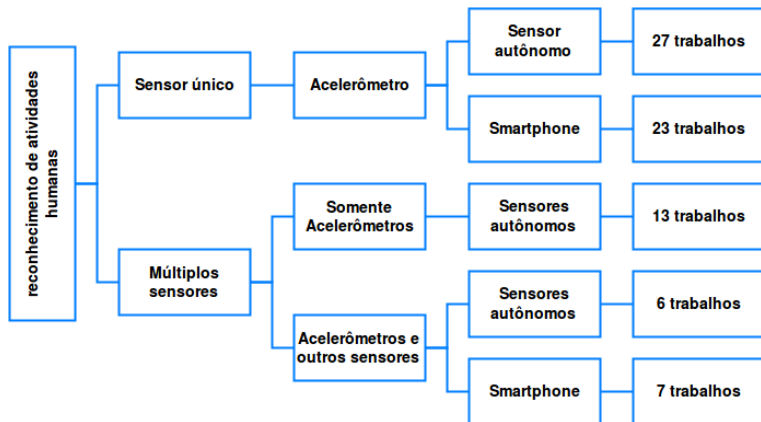 reconhecimento de atividades
humanas
Sensor único
Acelerômetro
Sensor
autônomo
27 trabalhos
Smartphone
23 trabalhos
Múltiplos
sensores
Somente
Acelerômetros
Sensores
autônomos
13 trabalhos
Acelerômetros e
outros sensores
Sensores
autônomos
6 trabalhos
Smartphone
7 trabalhos